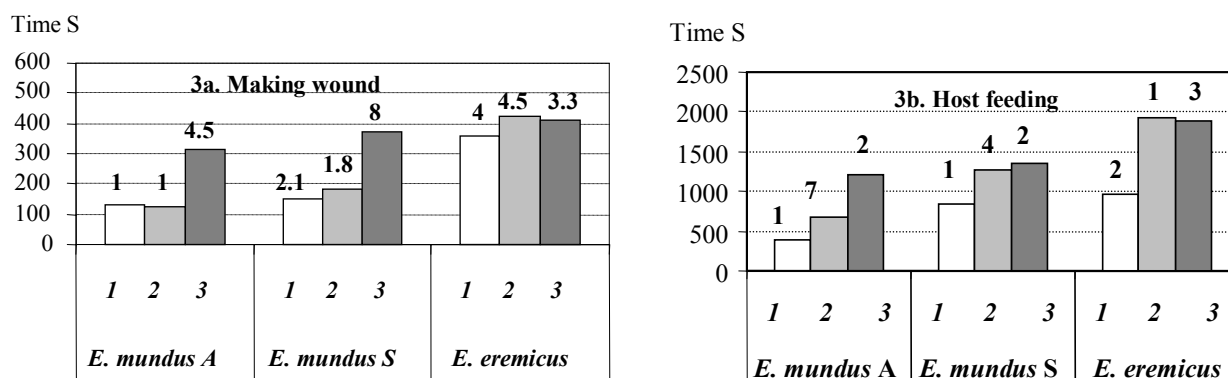 Time S
600
3a. Making wound
500
400
300
200
100
0
1 1 4.5 2.1 1.8 8 4 4.5 3.3
1 2 3 1 2 3 1 2 3
E. mundus A E. mundus S E. eremicus
Time S
2500
3b. Host feeding
2000
1500
1000
500
0
1 7 2 1 4 2 2 1 3
1 2 3 1 2 3 1 2 3
E. mundus A E. mundus S E. eremicus